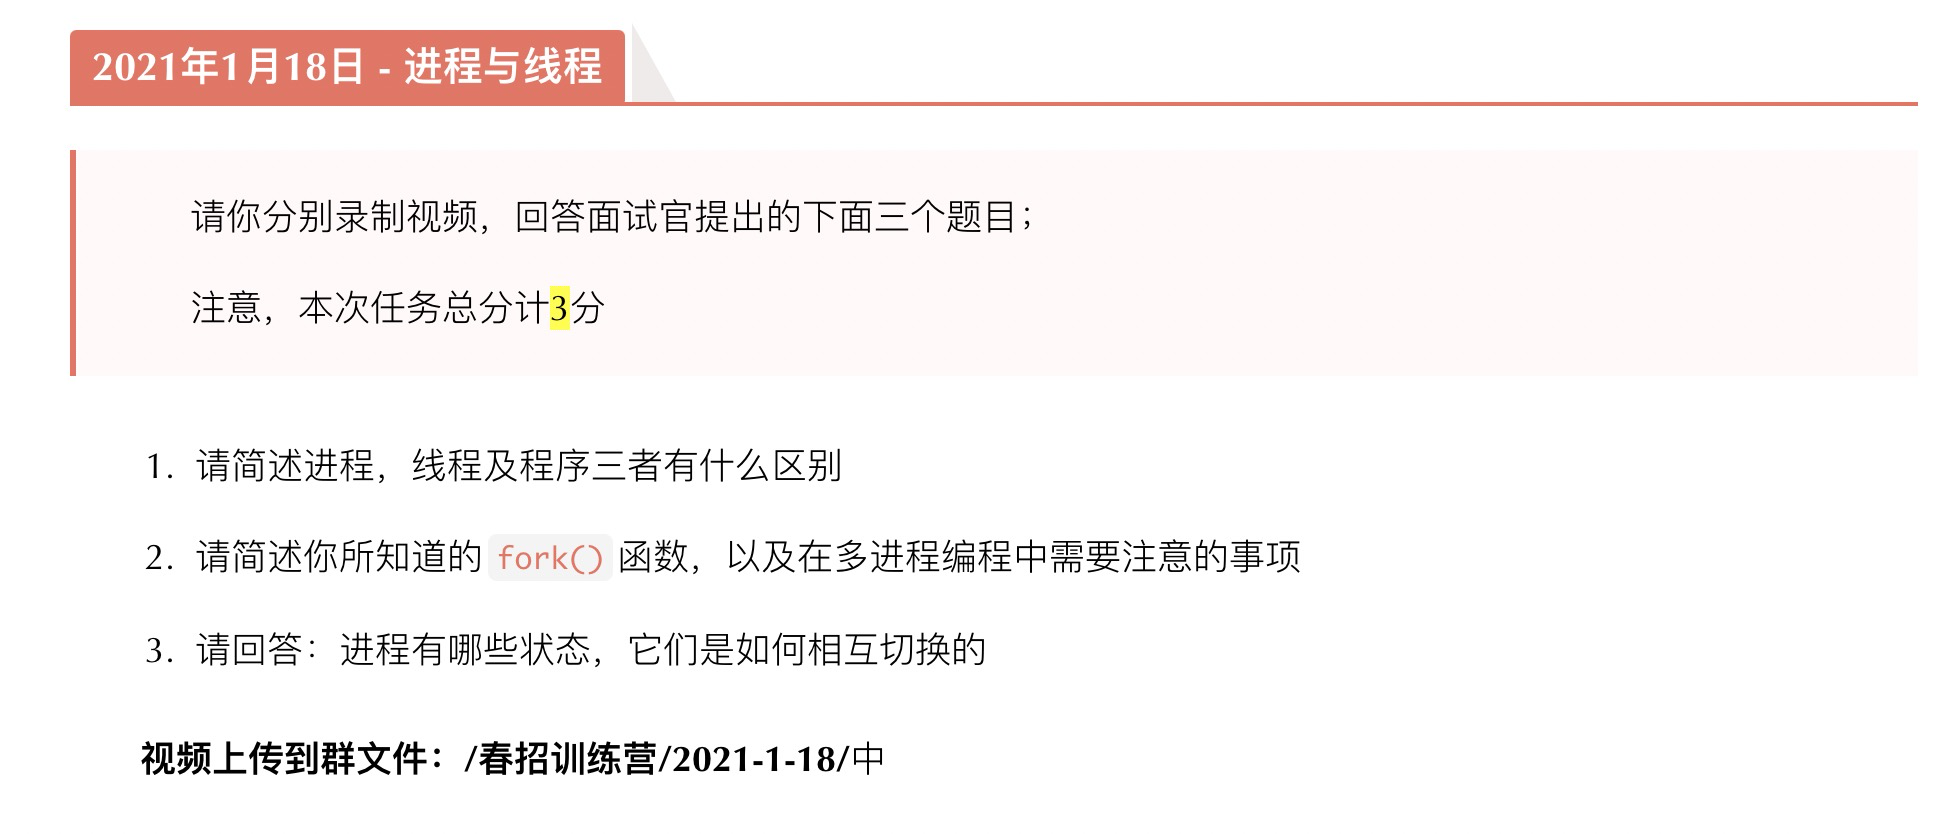 2021年1月18日 - 进程与线程
请你分别录制视频，回答面试官提出的下面三个题目；
注意，本次任务总分计3分
1. 请简述进程，线程及程序三者有什么区别
2. 请简述你所知道的 fork() 函数，以及在多进程编程中需要注意的事项
3. 请回答：进程有哪些状态，它们是如何相互切换的
视频上传到群文件：/春招训练营/2021-1-18/中